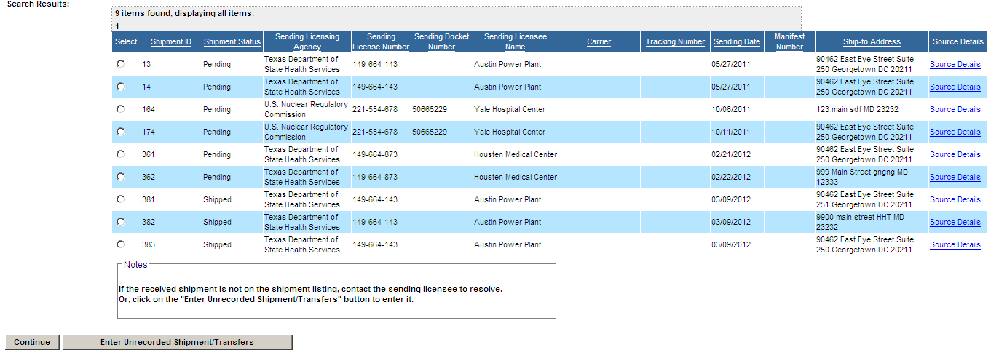 Search Results:
9 items found, displaying all items.
1
Select Shipment ID Shipment Status Sending Licensing Agency Sending License Number Sending Docket Number Sending Licensee Name Carrier Tracking Number Sending Date Manifest Number Ship-to Address Source Details
13 Pending Texas Department of State Health Services 149-664-143 Austin Power Plant 05/27/2011 90462 East Eye Street Suite 250 Georgetown DC 20211 Source Details
14 Pending Texas Department of State Health Services 149-664-143 Austin Power Plant 05/27/2011 90462 East Eye Street Suite 250 Georgetown DC 20211 Source Details
164 Pending U.S. Nuclear Regulatory Commission 221-554-678 50665229 Yale Hospital Center 10/06/2011 123 main sdf MD 23232 Source Details
174 Pending U.S. Nuclear Regulatory Commission 221-554-678 50665229 Yale Hospital Center 10/11/2011 90462 East Eye Street Suite 250 Georgetown DC 20211 Source Details
361 Pending Texas Department of State Health Services 149-664-873 Housten Medical Center 02/21/2012 90462 East Eye Street Suite 250 Georgetown DC 20211 Source Details
362 Pending Texas Department of State Health Services 149-664-873 Housten Medical Center 02/22/2012 999 Main Street gngng MD 12333 Source Details
381 Shipped Texas Department of State Health Services 149-664-143 Austin Power Plant 03/09/2012 90462 East Eye Street Suite 251 Georgetown DC 20211 Source Details
382 Shipped Texas Department of State Health Services 149-664-143 Austin Power Plant 03/09/2012 9900 main street HHT MD 23232 Source Details
383 Shipped Texas Department of State Health Services 149-664-143 Austin Power Plant 03/09/2012 90462 East Eye Street Suite 250 Georgetown DC 20211 Source Details
Notes
If the received shipment is not on the shipment listing, contact the sending licensee to resolve.
Or, click on the "Enter Unrecorded Shipment/Transfers" button to enter it.
Continue Enter Unrecorded Shipment/Transfers